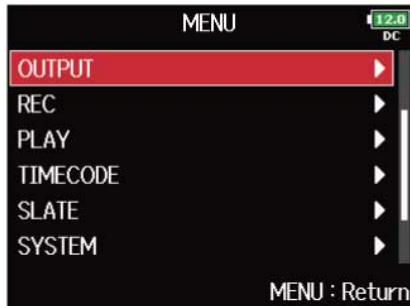 MENU
12.0
DC
OUTPUT
REC
PLAY
TIMECODE
SLATE
SYSTEM
MENU : Return